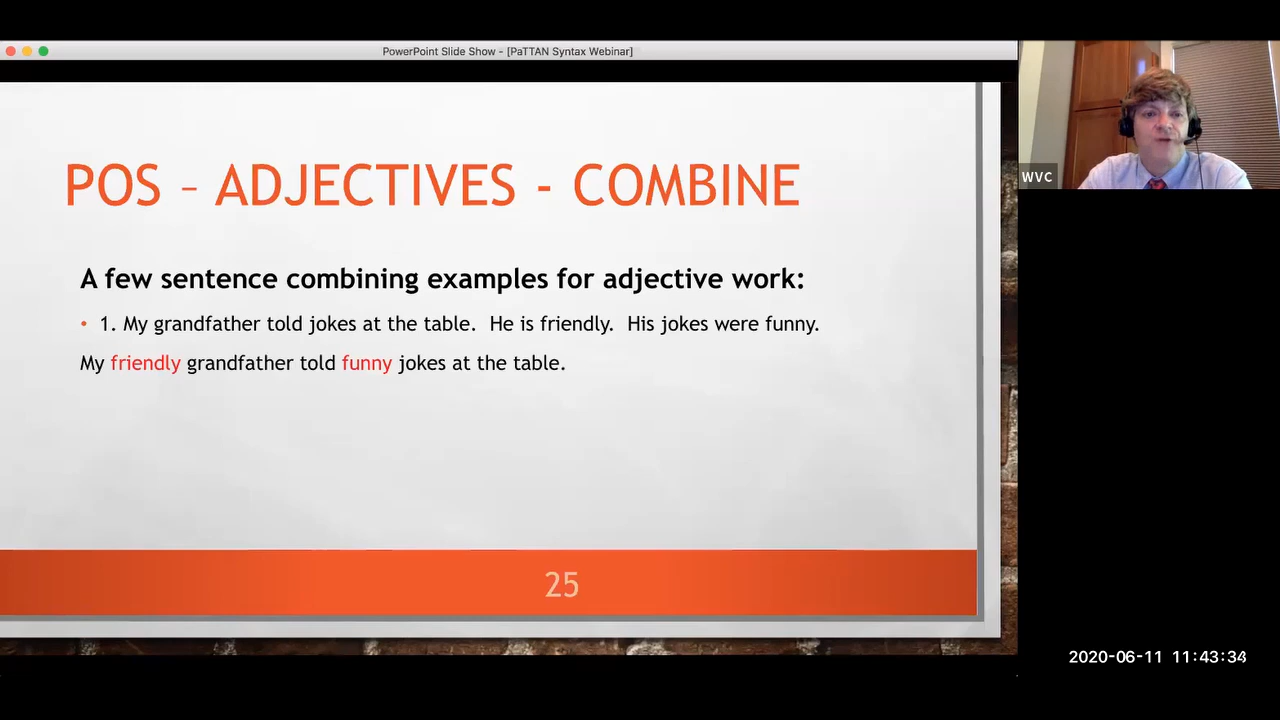 PowerPoint Slide Show - [PaTTAN Syntax Webinar]
POS – ADJECTIVES - COMBINE
A few sentence combining examples for adjective work:
• 1. My grandfather told jokes at the table.  He is friendly.  His jokes were funny.
My friendly grandfather told funny jokes at the table.
25
WVC
2020-06-11 11:43:34